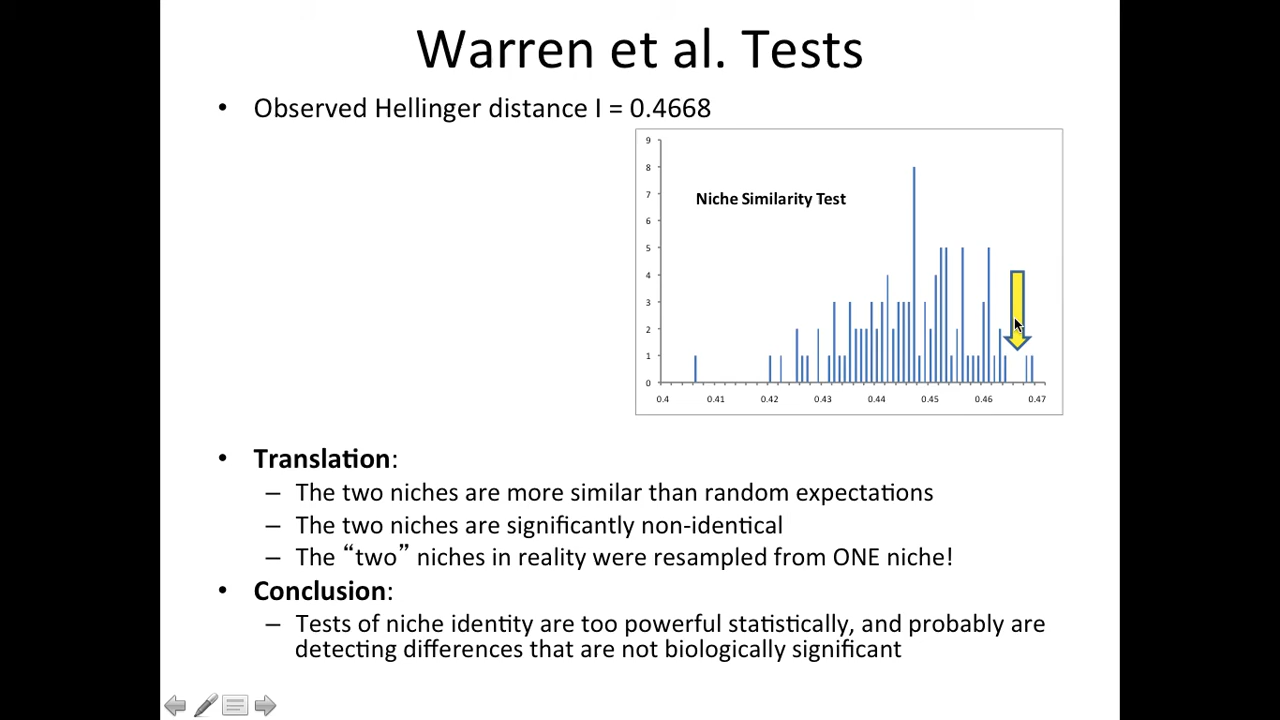 Warren et al. Tests
• Observed Hellinger distance I = 0.4668
9
8
7
6
5
4
3
2
1
0
Niche Similarity Test
0.4 0.41 0.42 0.43 0.44 0.45 0.46 0.47
• Translation:
– The two niches are more similar than random expectations
– The two niches are significantly non-identical
– The “two” niches in reality were resampled from ONE niche!
• Conclusion:
– Tests of niche identity are too powerful statistically, and probably are
detecting differences that are not biologically significant